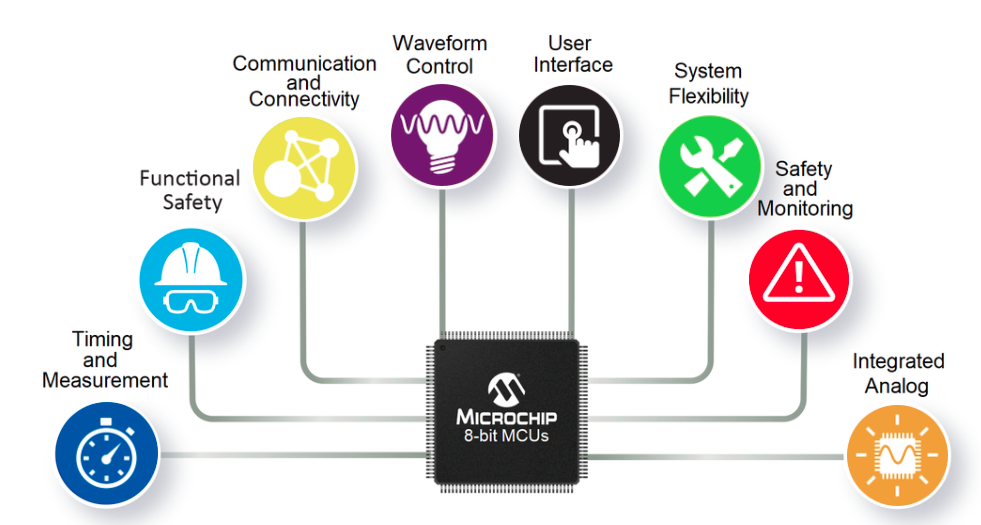 Waveform
Control
User
Interface
Communication
and
Connectivity
System
Flexibility
Functional
Safety
Safety
and
Monitoring
Timing
and
Measurement
Integrated
Analog
MICROCHIP
8-bit MCUs